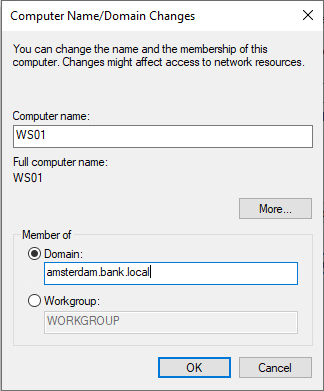 Computer Name/Domain Changes
You can change the name and the membership of this
computer. Changes might affect access to network resources.
Computer name:
WS01
Full computer name:
WS01
More...
Member of
Domain:
amsterdam.bank.local
Workgroup:
WORKGROUP
OK
Cancel